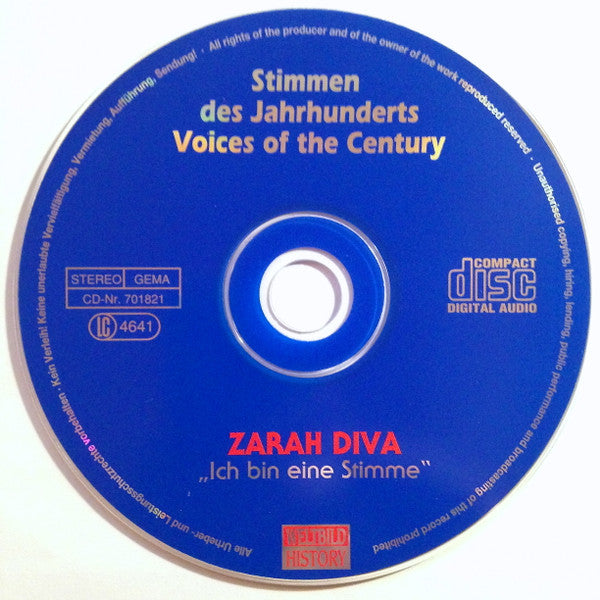 Stimmen
des Jahrhunderts
Voices of the Century
STEREO GEMA
CD-Nr. 701821
LC 4641
COMPACT
disc
DIGITAL AUDIO
ZARAH DIVA
„Ich bin eine Stimme“
WELTBILD
HISTORY
Alle Urheber- und Leistungsschutzrechte vorbehalten · Kein Verleih! Keine unerlaubte Vervielfältigung, Vermietung, Aufführung, Sendung! · All rights of the producer and of the owner of the work reproduced reserved · Unauthorised copying, hiring, lending, public performance and broadcasting of this record prohibited